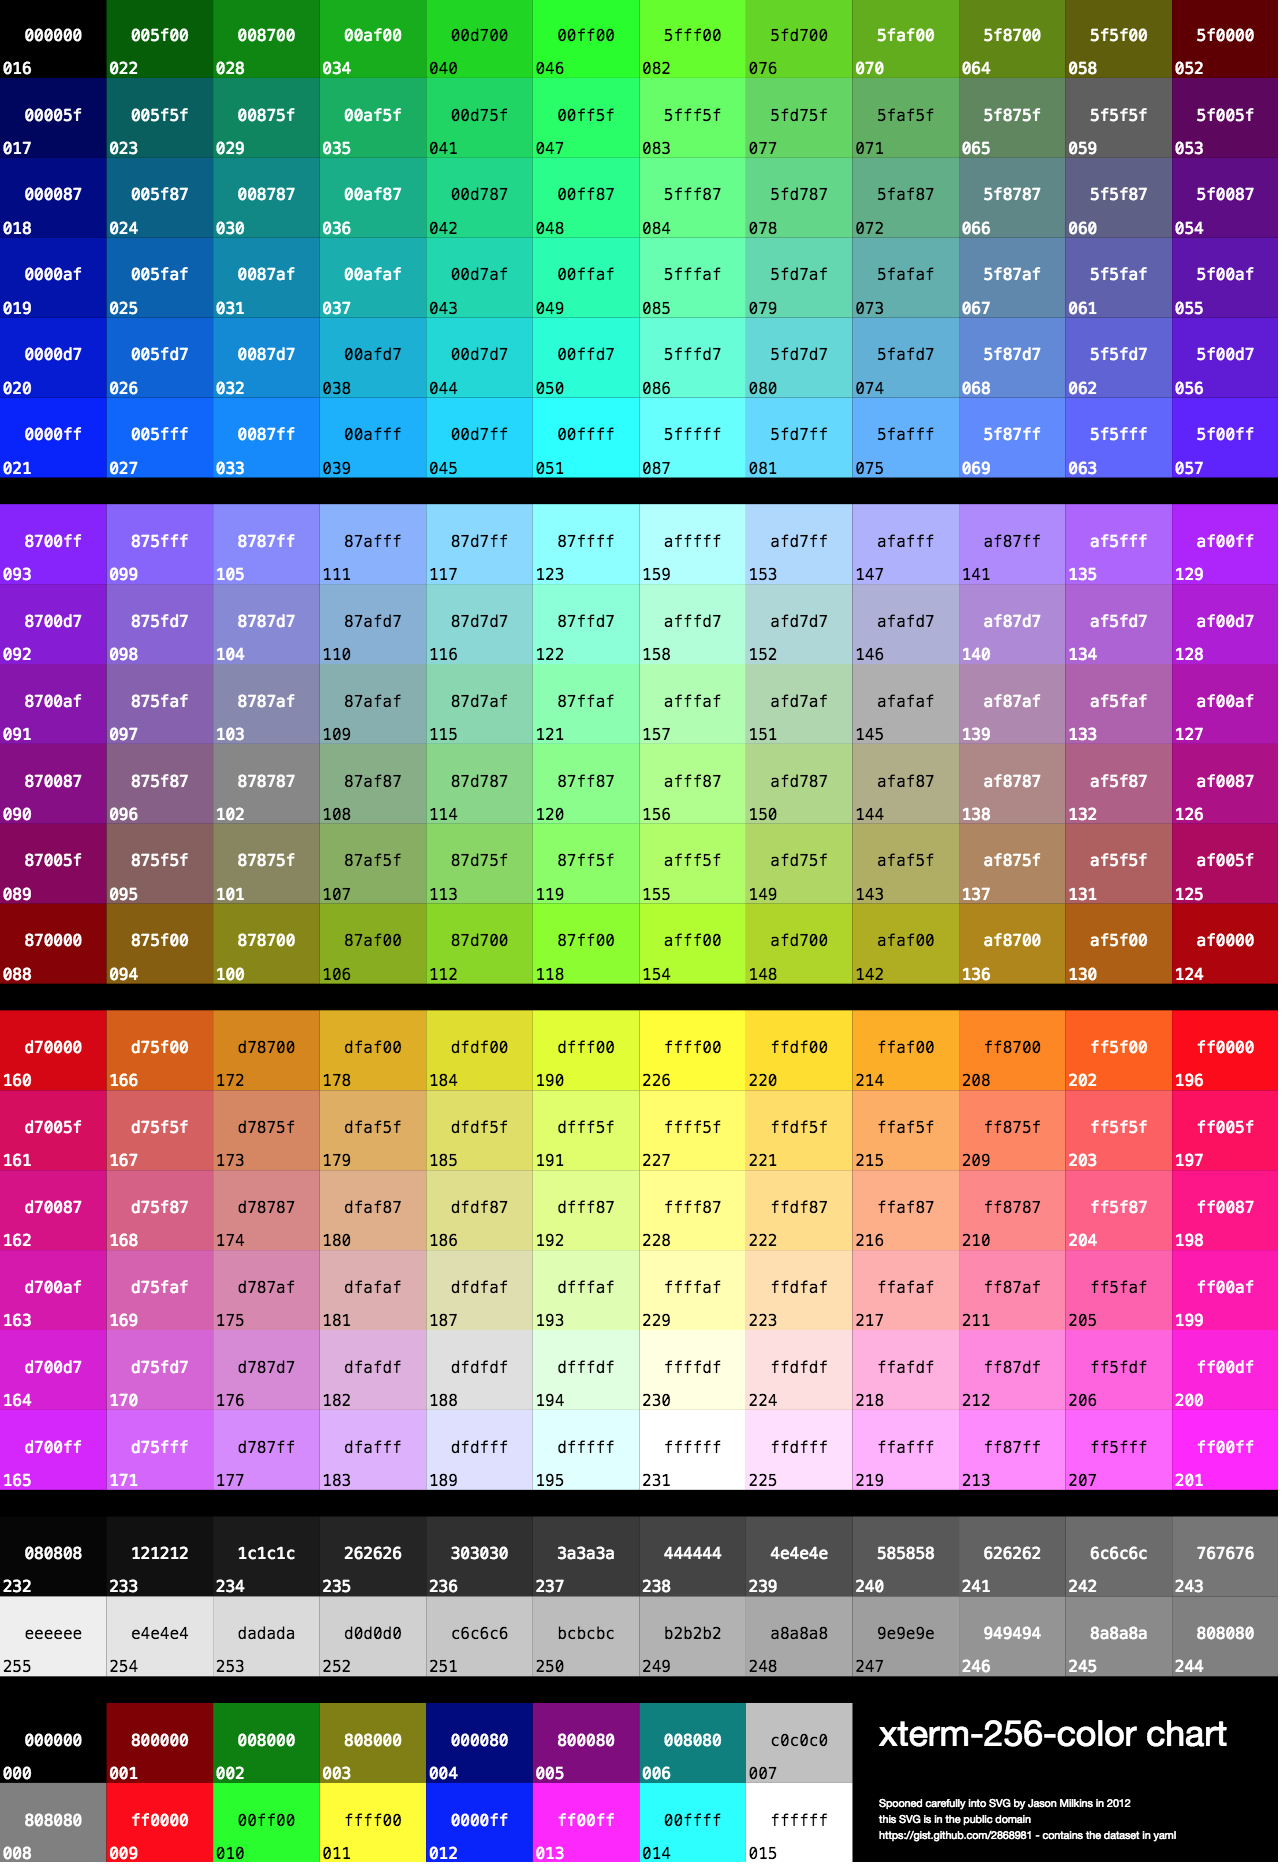 000000 005f00 008700 00af00 00d700 00ff00 5fff00 5fd700 5faf00 5f8700 5f5f00 5f0000
016 022 028 034 040 046 082 076 070 064 058 052
00005f 005f5f 00875f 00af5f 00d75f 00ff5f 5fff5f 5fd75f 5faf5f 5f875f 5f5f5f 5f005f
017 023 029 035 041 047 083 077 071 065 059 053
000087 005f87 008787 00af87 00d787 00ff87 5fff87 5fd787 5faf87 5f8787 5f5f87 5f0087
018 024 030 036 042 048 084 078 072 066 060 054
0000af 005faf 0087af 00afaf 00d7af 00ffaf 5fffaf 5fd7af 5fafaf 5f87af 5f5faf 5f00af
019 025 031 037 043 049 085 079 073 067 061 055
0000d7 005fd7 0087d7 00afd7 00d7d7 00ffd7 5fffd7 5fd7d7 5fafd7 5f87d7 5f5fd7 5f00d7
020 026 032 038 044 050 086 080 074 068 062 056
0000ff 005fff 0087ff 00afff 00d7ff 00ffff 5fffff 5fd7ff 5fafff 5f87ff 5f5fff 5f00ff
021 027 033 039 045 051 087 081 075 069 063 057
8700ff 875fff 8787ff 87afff 87d7ff 87ffff afffff afd7ff afafff af87ff af5fff af00ff
093 099 105 111 117 123 159 153 147 141 135 129
8700d7 875fd7 8787d7 87afd7 87d7d7 87ffd7 afffd7 afd7d7 afafd7 af87d7 af5fd7 af00d7
092 098 104 110 116 122 158 152 146 140 134 128
8700af 875faf 8787af 87afaf 87d7af 87ffaf afffaf afd7af afafaf af87af af5faf af00af
091 097 103 109 115 121 157 151 145 139 133 127
870087 875f87 878787 87af87 87d787 87ff87 afff87 afd787 afaf87 af8787 af5f87 af0087
090 096 102 108 114 120 156 150 144 138 132 126
87005f 875f5f 87875f 87af5f 87d75f 87ff5f afff5f afd75f afaf5f af875f af5f5f af005f
089 095 101 107 113 119 155 149 143 137 131 125
870000 875f00 878700 87af00 87d700 87ff00 afff00 afd700 afaf00 af8700 af5f00 af0000
088 094 100 106 112 118 154 148 142 136 130 124
d70000 d75f00 d78700 dfaf00 dfdf00 dfff00 ffff00 ffdf00 ffaf00 ff8700 ff5f00 ff0000
160 166 172 178 184 190 226 220 214 208 202 196
d7005f d75f5f d7875f dfaf5f dfdf5f dfff5f ffff5f ffdf5f ffaf5f ff875f ff5f5f ff005f
161 167 173 179 185 191 227 221 215 209 203 197
d70087 d75f87 d78787 dfaf87 dfdf87 dfff87 ffff87 ffdf87 ffaf87 ff8787 ff5f87 ff0087
162 168 174 180 186 192 228 222 216 210 204 198
d700af d75faf d787af dfafaf dfdfaf dfffaf ffffaf ffdfaf ffafaf ff87af ff5faf ff00af
163 169 175 181 187 193 229 223 217 211 205 199
d700d7 d75fd7 d787d7 dfafdf dfdfdf dfffdf ffffdf ffdfdf ffafdf ff87df ff5fdf ff00df
164 170 176 182 188 194 230 224 218 212 206 200
d700ff d75fff d787ff dfafff dfdfff dfffff ffffff ffdfff ffafff ff87ff ff5fff ff00ff
165 171 177 183 189 195 231 225 219 213 207 201
080808 121212 1c1c1c 262626 303030 3a3a3a 444444 4e4e4e 585858 626262 6c6c6c 767676
232 233 234 235 236 237 238 239 240 241 242 243
eeeeee e4e4e4 dadada d0d0d0 c6c6c6 bcbcbc b2b2b2 a8a8a8 9e9e9e 949494 8a8a8a 808080
255 254 253 252 251 250 249 248 247 246 245 244
000000 800000 008000 808000 000080 800080 008080 c0c0c0
000 001 002 003 004 005 006 007
808080 ff0000 00ff00 ffff00 0000ff ff00ff 00ffff ffffff
008 009 010 011 012 013 014 015
xterm-256-color chart
Spooned carefully into SVG by Jason Milkins in 2012
this SVG is in the public domain
https://gist.github.com/2868981 - contains the dataset in yaml